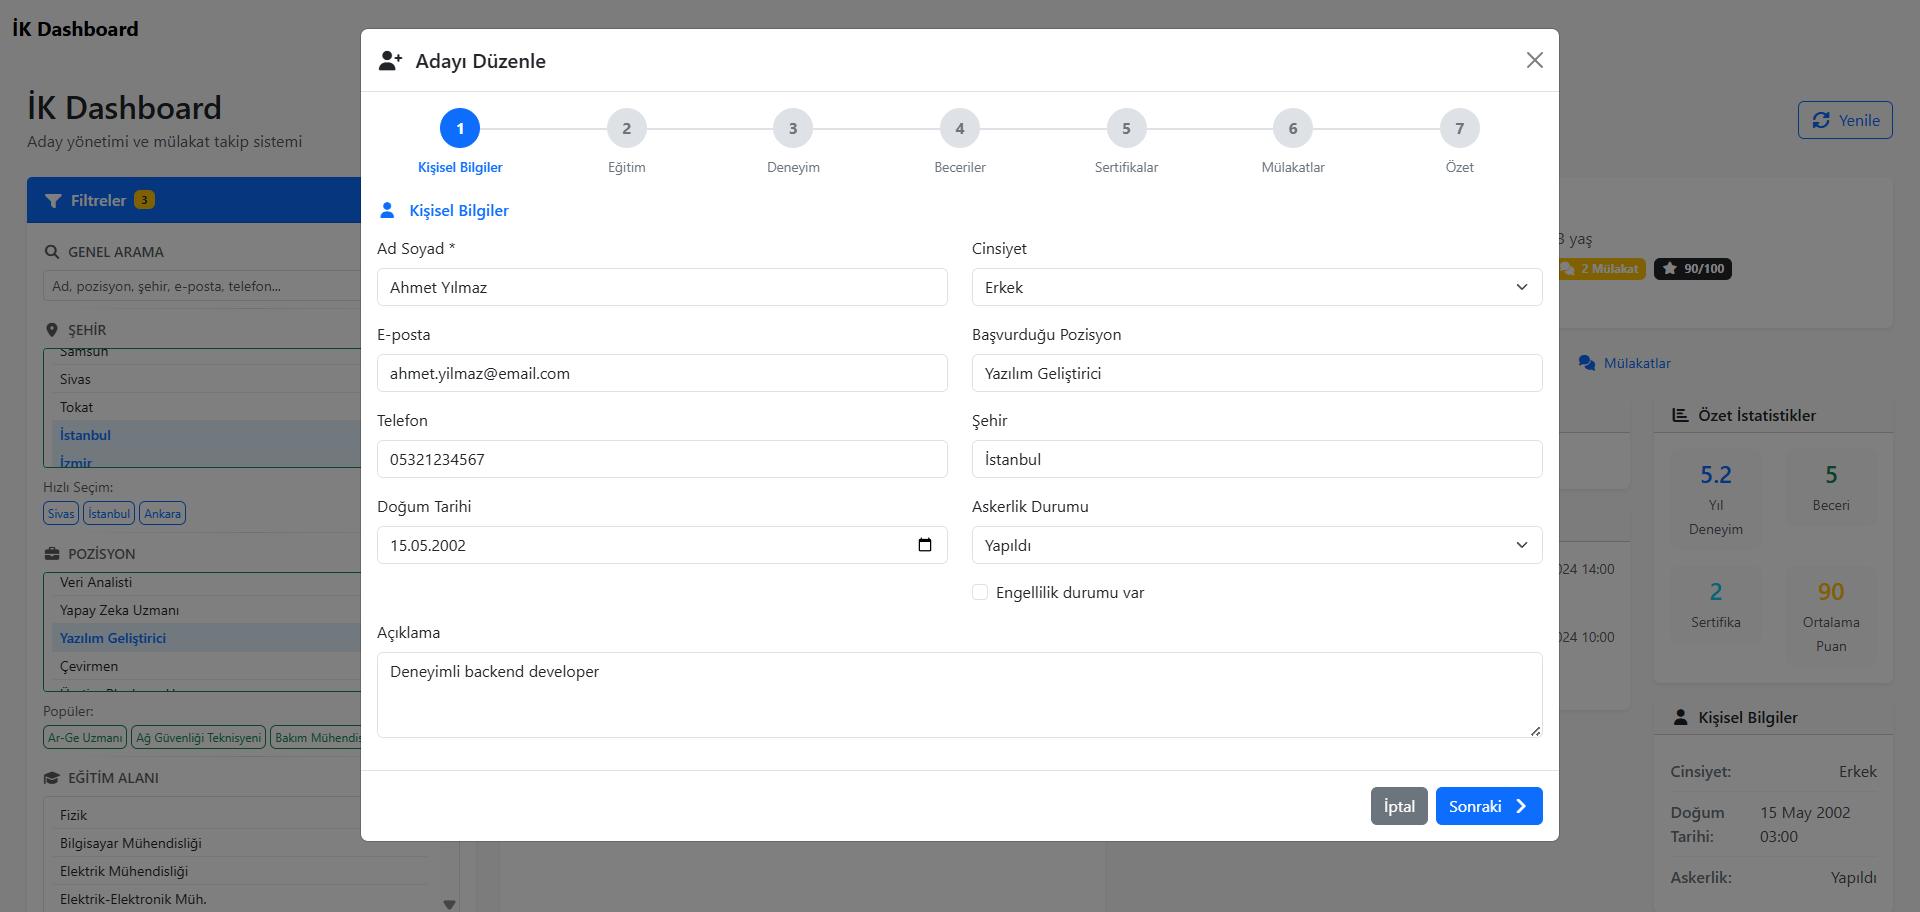 İK Dashboard
İK Dashboard
Aday yönetimi ve mülakat takip sistemi
Yenile
Filtreler 3
GENEL ARAMA
Ad, pozisyon, şehir, e-posta, telefon...
ŞEHİR
Samsun
Sivas
Tokat
İstanbul
İzmir
Hızlı Seçim:
Sivas İstanbul Ankara
POZİSYON
Veri Analisti
Yapay Zeka Uzmanı
Yazılım Geliştirici
Çevirmen
Popüler:
Ar-Ge Uzmanı Ağ Güvenliği Teknisyeni Bakım Mühendis
EĞİTİM ALANI
Fizik
Bilgisayar Mühendisliği
Elektrik Mühendisliği
Elektrik-Elektronik Müh.
Adayı Düzenle
1 2 3 4 5 6 7
Kişisel Bilgiler Eğitim Deneyim Beceriler Sertifikalar Mülakatlar Özet
Kişisel Bilgiler
Ad Soyad *
Ahmet Yılmaz
Cinsiyet
Erkek
E-posta
ahmet.yilmaz@email.com
Başvurduğu Pozisyon
Yazılım Geliştirici
Telefon
05321234567
Şehir
İstanbul
Doğum Tarihi
15.05.2002
Askerlik Durumu
Yapıldı
Engellilik durumu var
Açıklama
Deneyimli backend developer
İptal Sonraki
3 yaş
2 Mülakat 90/100
Mülakatlar
024 14:00
024 10:00
Özet İstatistikler
5.2
Yıl
Deneyim
5
Beceri
2
Sertifika
90
Ortalama
Puan
Kişisel Bilgiler
Cinsiyet: Erkek
Doğum Tarihi: 15 May 2002 03:00
Askerlik: Yapıldı